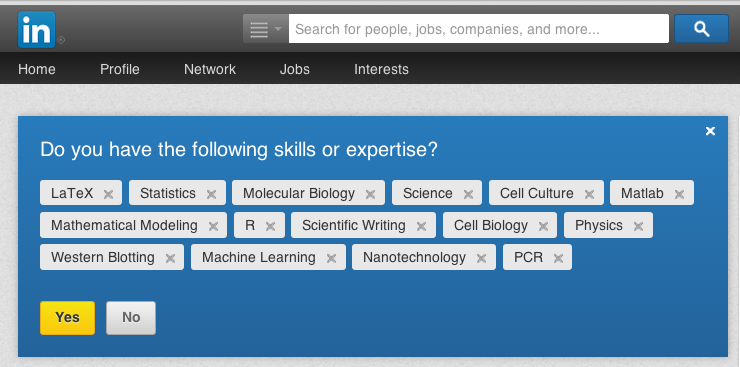 in ®
Search for people, jobs, companies, and more...
Home Profile Network Jobs Interests
Do you have the following skills or expertise?
LaTeX Statistics Molecular Biology Science Cell Culture Matlab
Mathematical Modeling R Scientific Writing Cell Biology Physics
Western Blotting Machine Learning Nanotechnology PCR
Yes No